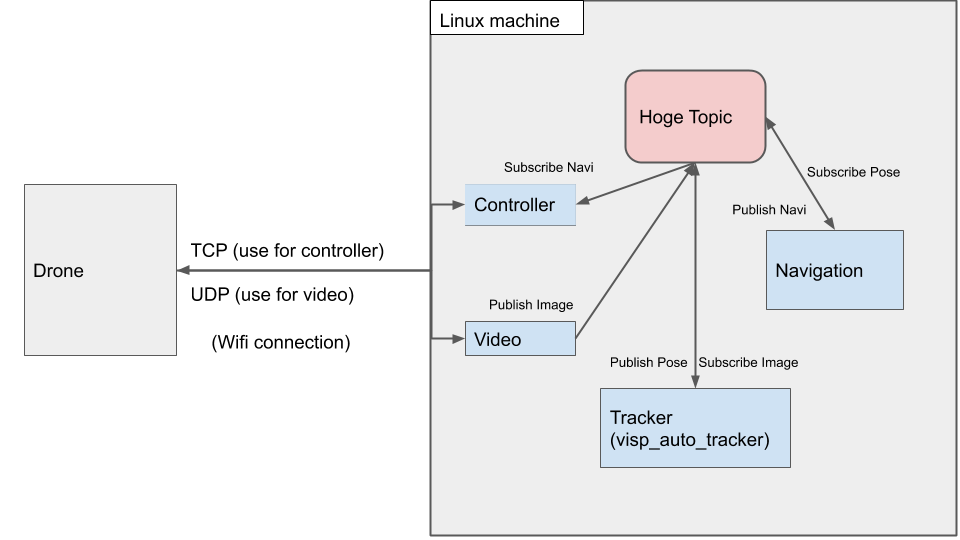 Linux machine
Hoge Topic
Subscribe Navi
Subscribe Pose
Controller
Publish Navi
TCP (use for controller)
Drone
Navigation
UDP (use for video)
Publish Image
(Wifi connection)
Video
Publish Pose
Subscribe Image
Tracker
(visp_auto_tracker)